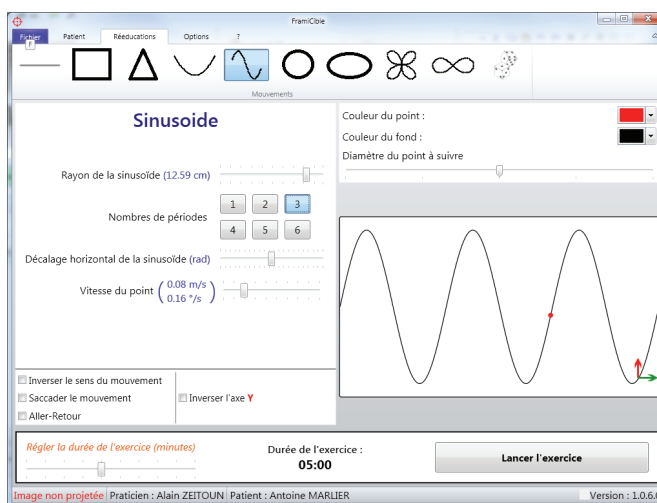 FramiCible
Fichier Patient Rééducations Options ?
F
Mouvements
Sinusoide
Rayon de la sinusoïde (12.59 cm)
Nombres de périodes
1 2 3
4 5 6
Décalage horizontal de la sinusoïde (rad)
Vitesse du point (0.08 m/s
0.16 °/s)
Inverser le sens du mouvement
Saccader le mouvement
Inverser l'axe Y
Aller-Retour
Couleur du point :
Couleur du fond :
Diamètre du point à suivre
Régler la durée de l'exercice (minutes)
Durée de l'exercice :
05:00
Lancer l'exercice
Image non projetée Praticien : Alain ZEITOUN Patient : Antoine MARLIER Version : 1.0.6.